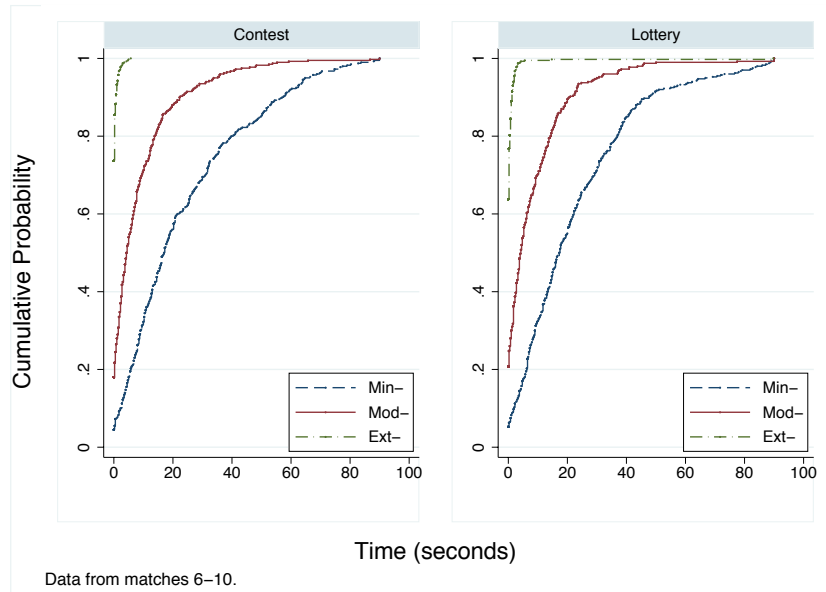 Contest
Lottery
Cumulative Probability
0
.2
.4
.6
.8
1
0
20
40
60
80
100
Min−
Mod−
Ext−
0
.2
.4
.6
.8
1
0
20
40
60
80
100
Min−
Mod−
Ext−
Time (seconds)
Data from matches 6−10.